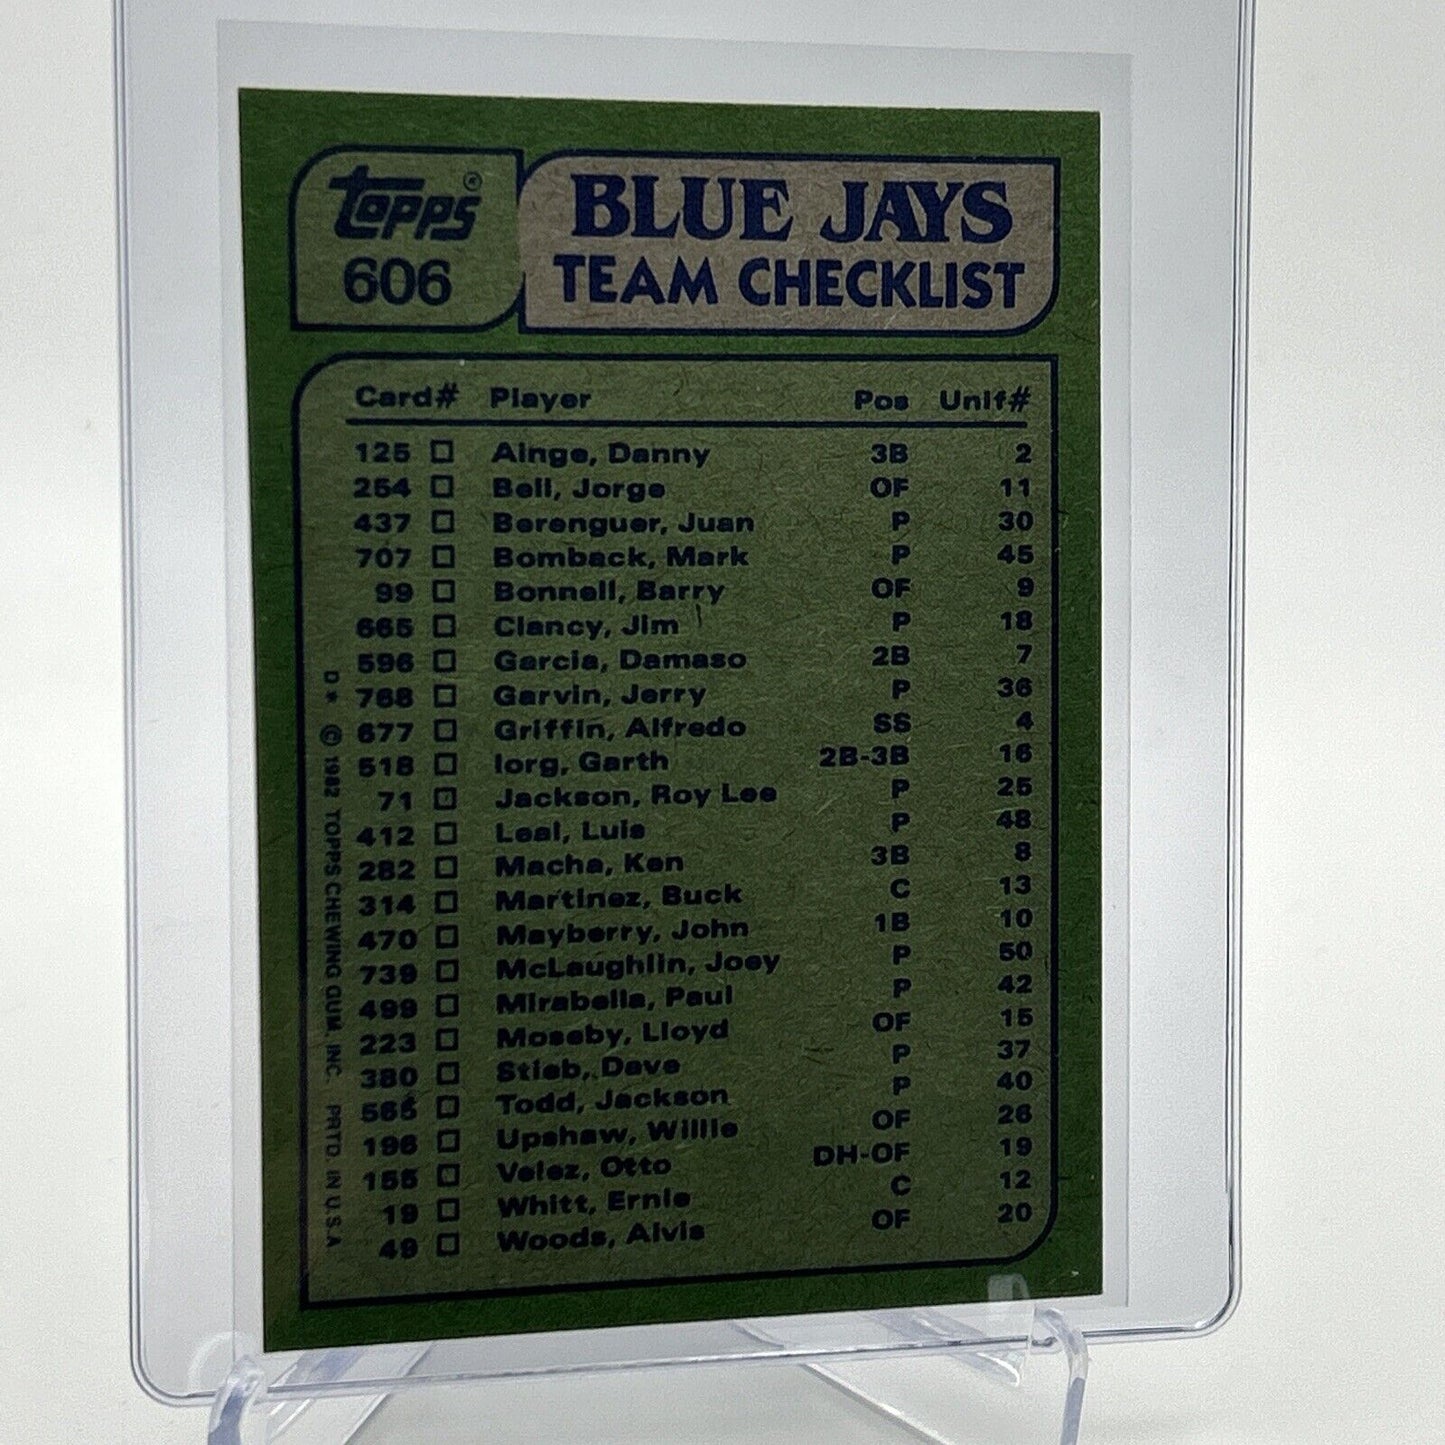 topps®
606
BLUE JAYS
TEAM CHECKLIST
Card# Player Pos Unif#
125 Ainge, Danny 3B 2
254 Bell, Jorge OF 11
437 Berenguer, Juan P 30
707 Bomback, Mark P 45
99 Bonnell, Barry OF 9
665 Clancy, Jim P 18
596 Garcia, Damaso 2B 7
768 Garvin, Jerry P 36
677 Griffin, Alfredo SS 4
518 Iorg, Garth 2B-3B 16
71 Jackson, Roy Lee P 25
412 Leal, Luis P 48
282 Macha, Ken 3B 8
314 Martinez, Buck C 13
470 Mayberry, John 1B 10
739 McLaughlin, Joey P 50
499 Mirabella, Paul P 42
223 Moseby, Lloyd OF 15
380 Stieb, Dave P 37
565 Todd, Jackson P 40
196 Upshaw, Willie OF 26
155 Velez, Otto DH-OF 19
19 Whitt, Ernie C 12
49 Woods, Alvis OF 20
D* © 1982 TOPPS CHEWING GUM, INC. PRTD. IN U.S.A